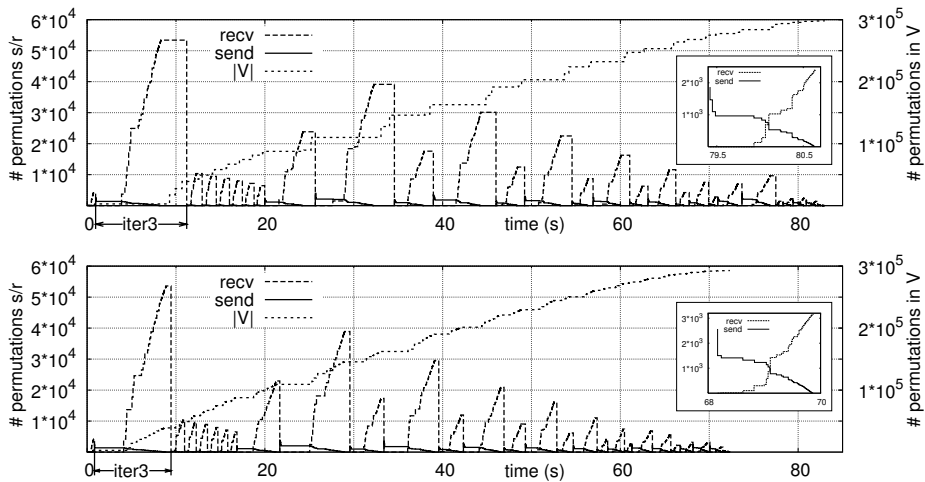 # permutations s/r
6*10^4
5*10^4
4*10^4
3*10^4
2*10^4
1*10^4
recv
send
|V|
3*10^5
2*10^5
1*10^5
# permutations in V
recv
send
2*10^3
1*10^3
79.5
80.5
0
20
40
60
80
iter3
time (s)
# permutations s/r
6*10^4
5*10^4
4*10^4
3*10^4
2*10^4
1*10^4
recv
send
|V|
3*10^5
2*10^5
1*10^5
# permutations in V
recv
send
3*10^3
2*10^3
1*10^3
68
70
0
20
40
60
80
iter3
time (s)